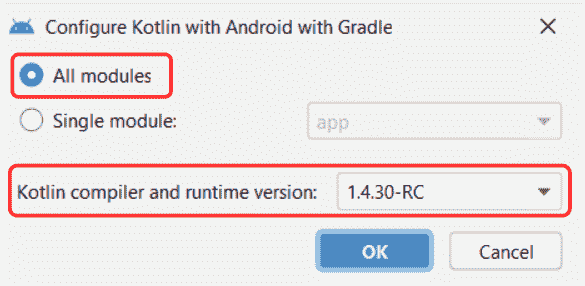 Configure Kotlin with Android with Gradle
All modules
Single module: app
Kotlin compiler and runtime version: 1.4.30-RC
OK Cancel